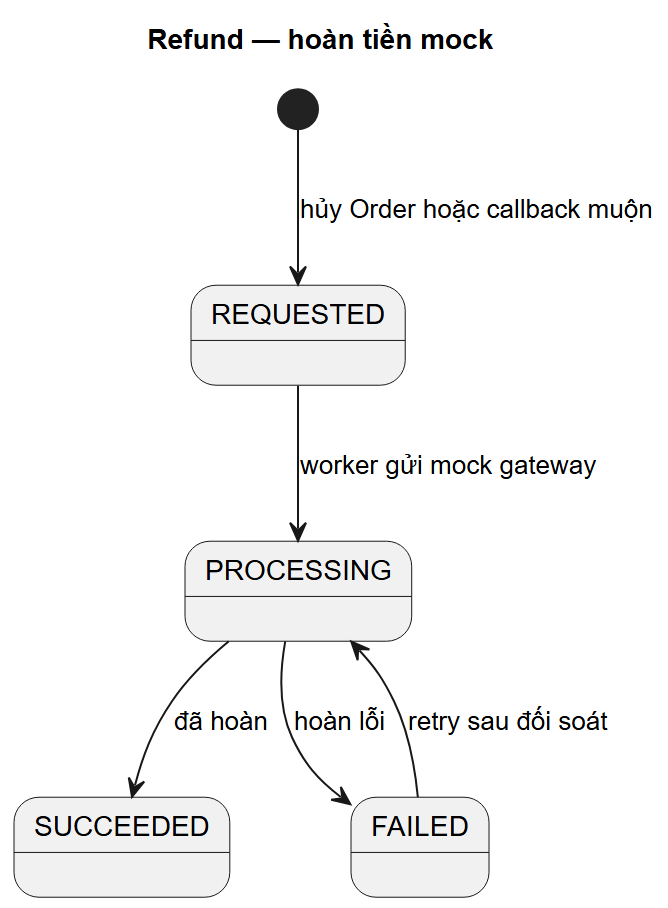 Refund — hoàn tiền mock
hủy Order hoặc callback muộn
REQUESTED
worker gửi mock gateway
PROCESSING
đã hoàn
hoàn lỗi
retry sau đối soát
SUCCEEDED
FAILED